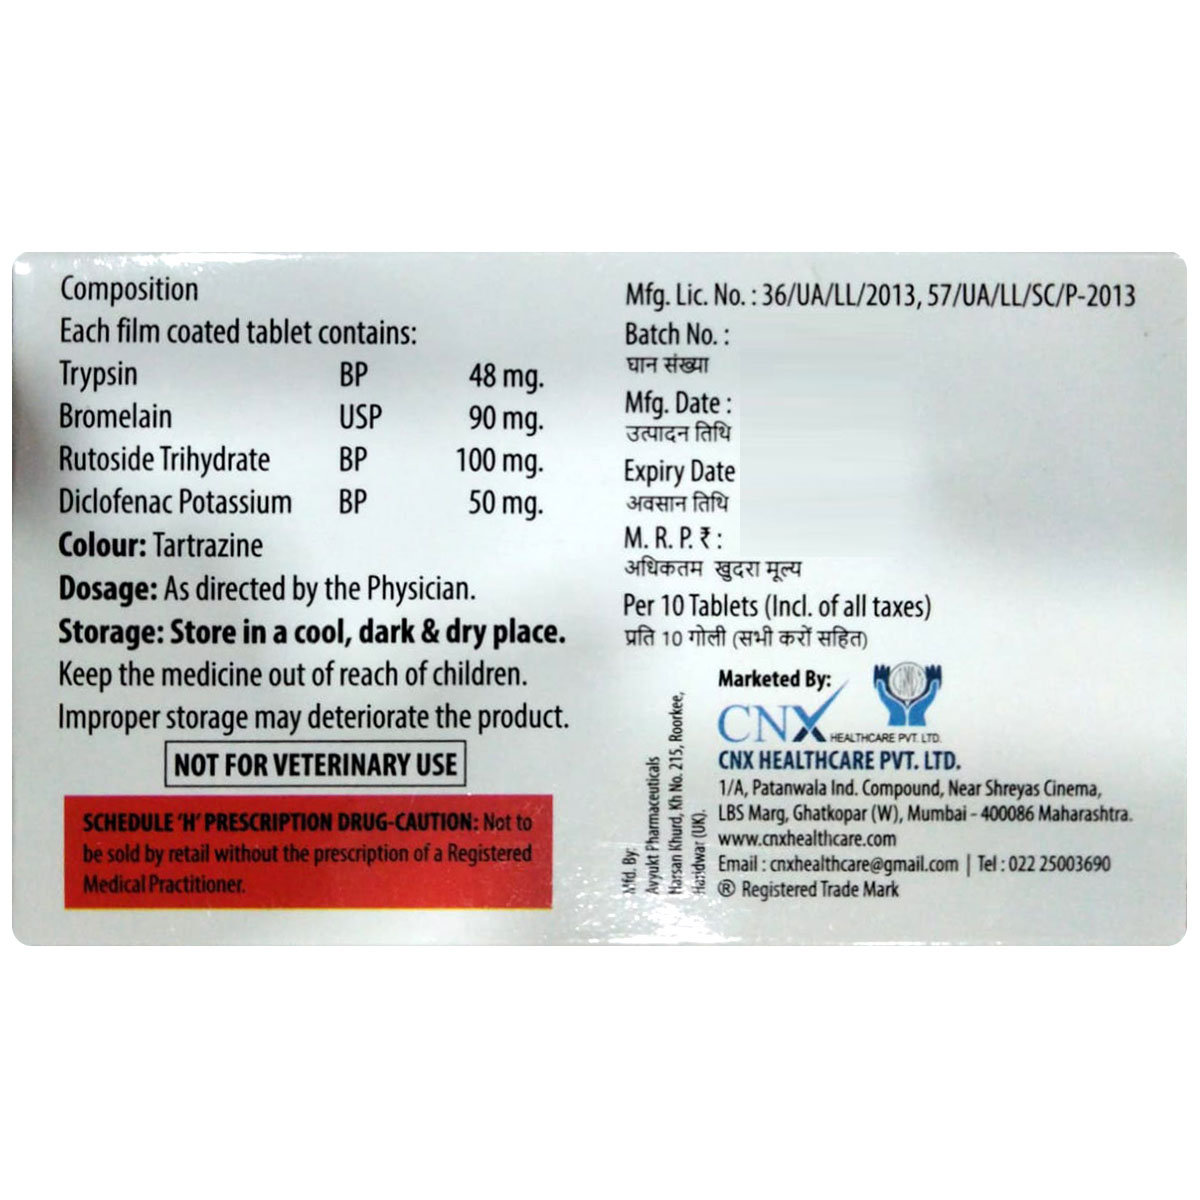 Composition
Each film coated tablet contains:
Trypsin BP 48 mg.
Bromelain USP 90 mg.
Rutoside Trihydrate BP 100 mg.
Diclofenac Potassium BP 50 mg.
Colour: Tartrazine
Dosage: As directed by the Physician.
Storage: Store in a cool, dark & dry place.
Keep the medicine out of reach of children.
Improper storage may deteriorate the product.
NOT FOR VETERINARY USE
SCHEDULE 'H' PRESCRIPTION DRUG-CAUTION: Not to
be sold by retail without the prescription of a Registered
Medical Practitioner.
Mfg. Lic. No. : 36/UA/LL/2013, 57/UA/LL/SC/P-2013
Batch No. :
घान संख्या
Mfg. Date :
उत्पादन तिथि
Expiry Date
अवसान तिथि
M. R. P. ₹ :
अधिकतम खुदरा मूल्य
Per 10 Tablets (Incl. of all taxes)
प्रति 10 गोली (सभी करों सहित)
Mfd. By:
Avyukt Pharmaceuticals
Harsan Khurd, Kh No. 215, Roorkee,
Haridwar (UK).
Marketed By:
CNX
HEALTHCARE PVT. LTD.
CNX HEALTHCARE PVT. LTD.
1/A, Patanwala Ind. Compound, Near Shreyas Cinema,
LBS Marg, Ghatkopar (W), Mumbai - 400086 Maharashtra.
www.cnxhealthcare.com
Email : cnxhealthcare@gmail.com | Tel : 022 25003690
® Registered Trade Mark